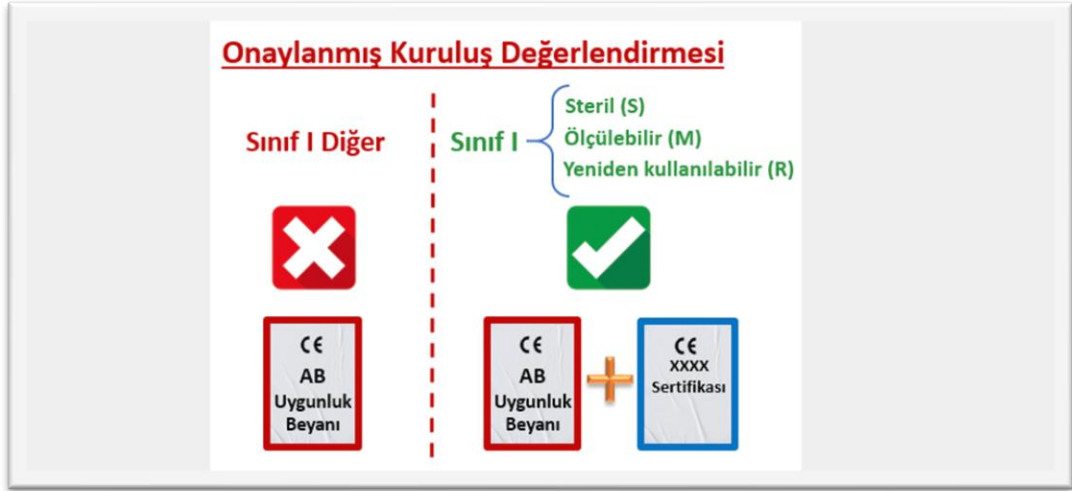 Onaylanmış Kuruluş Değerlendirmesi
Sınıf I Diğer
Sınıf I
Steril (S)
Ölçülebilir (M)
Yeniden kullanılabilir (R)
CE
AB
Uygunluk
Beyanı
CE
AB
Uygunluk
Beyanı
+
CE
XXXX
Sertifikası